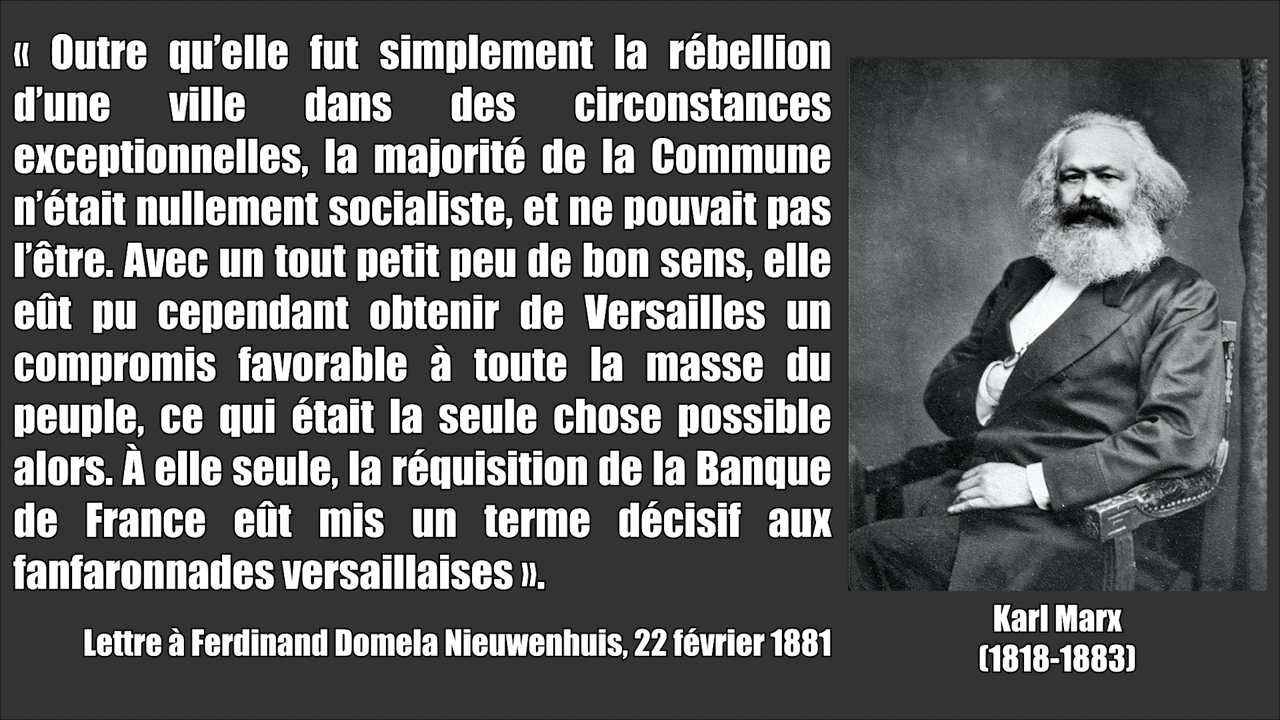 « Outre qu’elle fut simplement la rébellion
d’une ville dans des circonstances
exceptionnelles, la majorité de la Commune
n’était nullement socialiste, et ne pouvait pas
l’être. Avec un tout petit peu de bon sens, elle
eût pu cependant obtenir de Versailles un
compromis favorable à toute la masse du
peuple, ce qui était la seule chose possible
alors. À elle seule, la réquisition de la Banque
de France eût mis un terme décisif aux
fanfaronnades versaillaises ».
Lettre à Ferdinand Domela Nieuwenhuis, 22 février 1881
Karl Marx
(1818-1883)